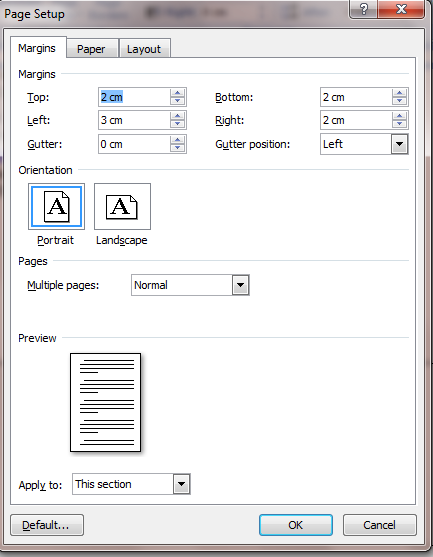 Page Setup
Margins Paper Layout
Margins
Top: 2 cm Bottom: 2 cm
Left: 3 cm Right: 2 cm
Gutter: 0 cm Gutter position: Left
Orientation
A A
Portrait Landscape
Pages
Multiple pages: Normal
Preview
Apply to: This section
Default... OK Cancel